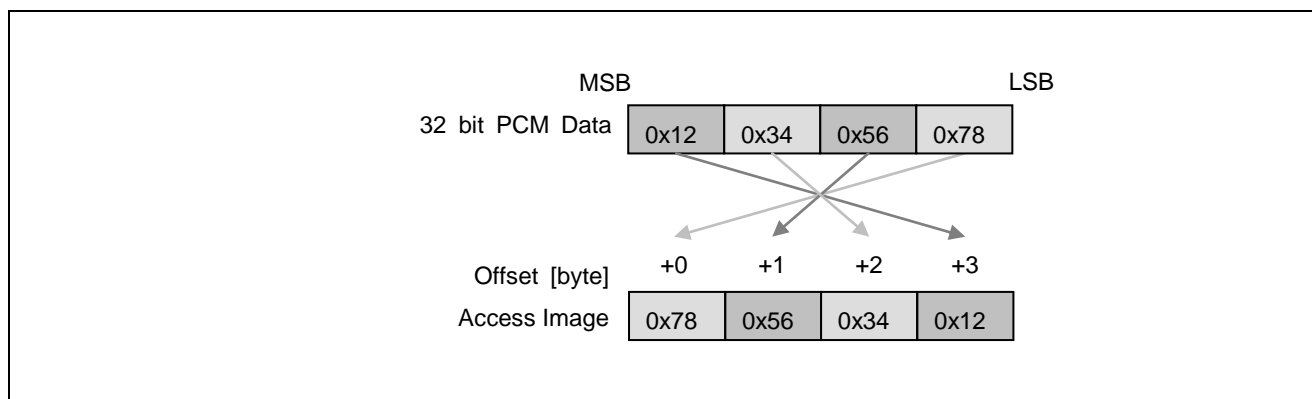 MSB LSB
32 bit PCM Data 0x12 0x34 0x56 0x78
+0 +1 +2 +3
Offset [byte]
Access Image 0x78 0x56 0x34 0x12